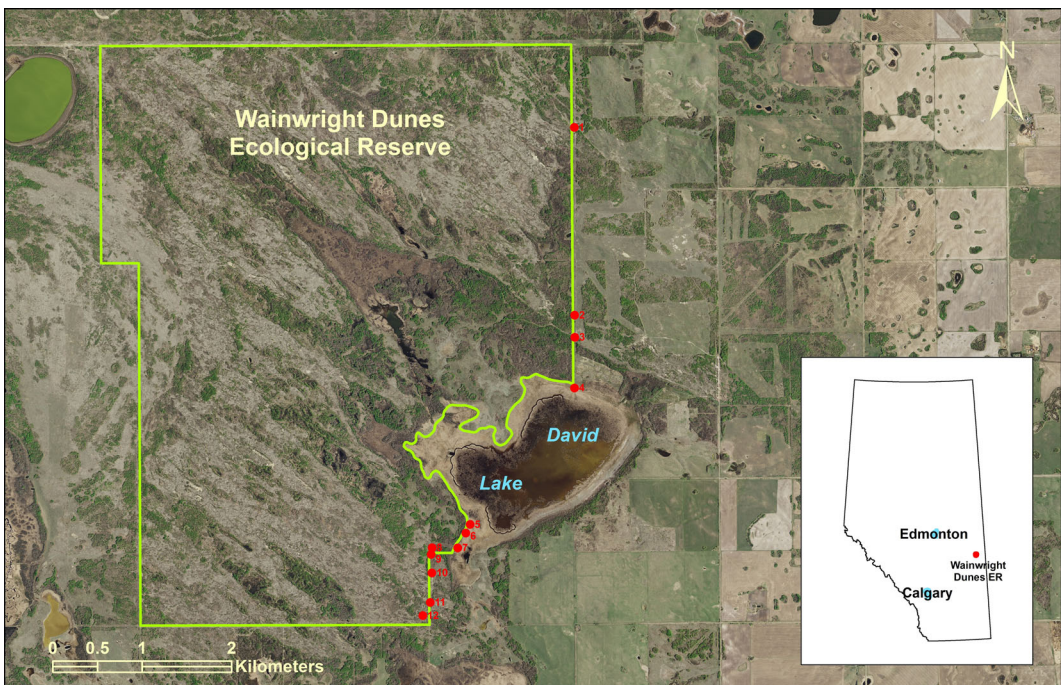 Wainwright Dunes
Ecological Reserve
N
1
2
3
4
David
Lake
5
6
7
8
9
10
11
12
0 0.5 1 2
Kilometers
Edmonton
Wainwright
Dunes ER
Calgary